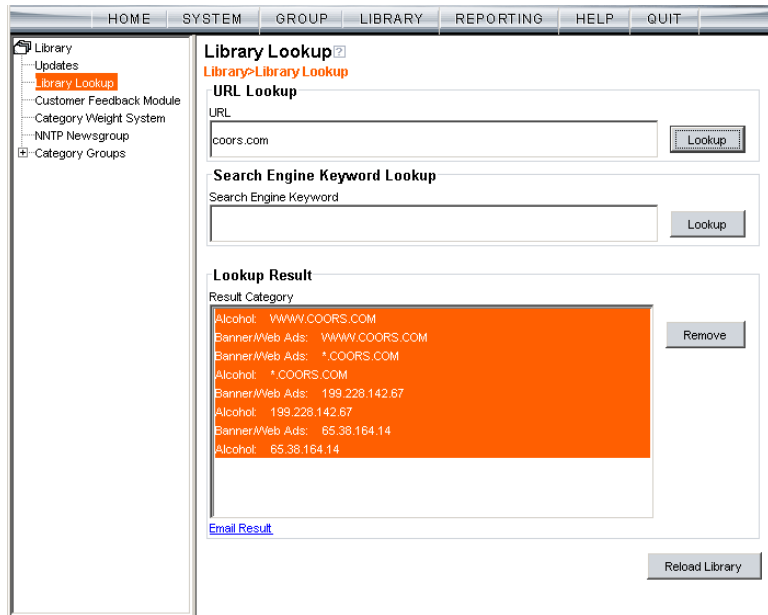 HOME SYSTEM GROUP LIBRARY REPORTING HELP QUIT
Library
Updates
Library Lookup
Customer Feedback Module
Category Weight System
NNTP Newsgroup
Category Groups
Library Lookup?
Library>Library Lookup
URL Lookup
URL
coors.com
Lookup
Search Engine Keyword Lookup
Search Engine Keyword
Lookup
Lookup Result
Result Category
Alcohol: WWW.COORS.COM
Banner/Web Ads: WWW.COORS.COM
Banner/Web Ads: *.COORS.COM
Alcohol: *.COORS.COM
Banner/Web Ads: 199.228.142.67
Alcohol: 199.228.142.67
Banner/Web Ads: 65.38.164.14
Alcohol: 65.38.164.14
Remove
Email Result
Reload Library